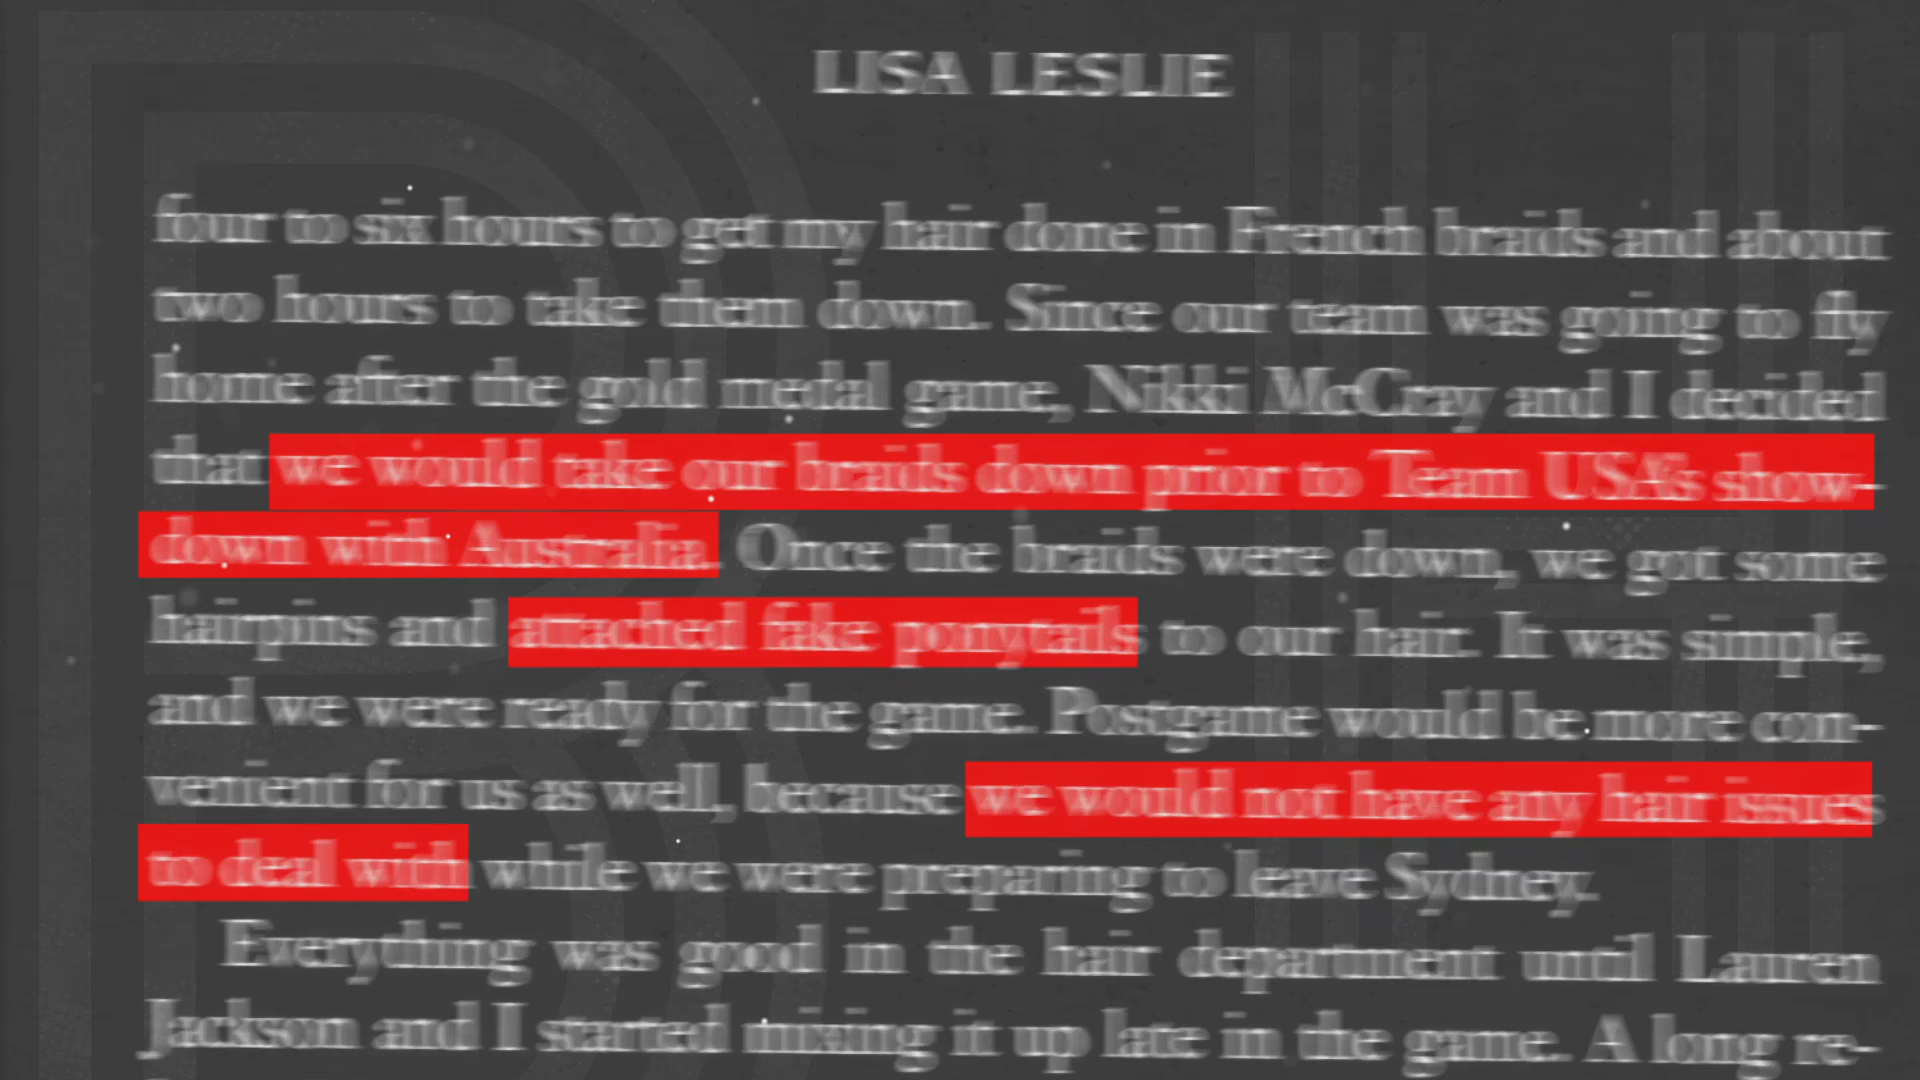 LISA LESLIE
four to six hours to get my hair done in French braids and about
two hours to take them down. Since our team was going to fly
home after the gold medal game, Nikki McCray and I decided
that we would take our braids down prior to Team USA's show-
down with Australia. Once the braids were down, we got some
hairpins and attached fake ponytails to our hair. It was simple,
and we were ready for the game. Postgame would be more con-
venient for us as well, because we would not have any hair issues
to deal with while we were preparing to leave Sydney.
Everything was good in the hair department until Lauren
Jackson and I started mixing it up late in the game. A long re-